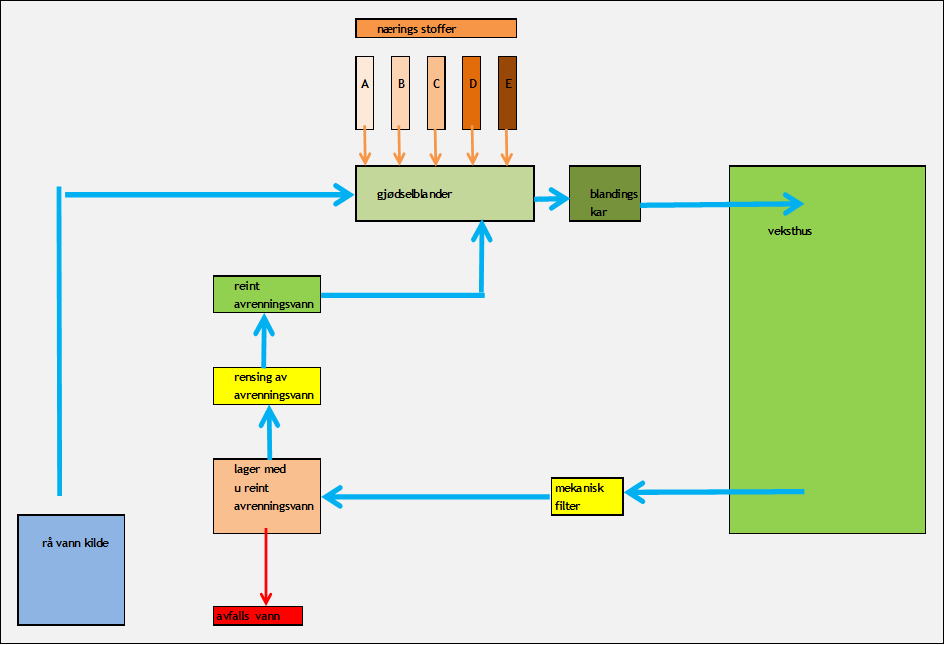 nærings stoffer
A B C D E
gjødselblander
blandings
kar
veksthus
reint
avrenningsvann
rensing av
avrenningsvann
lager med
u reint
avrenningsvann
mekanisk
filter
rå vann kilde
avfalls vann